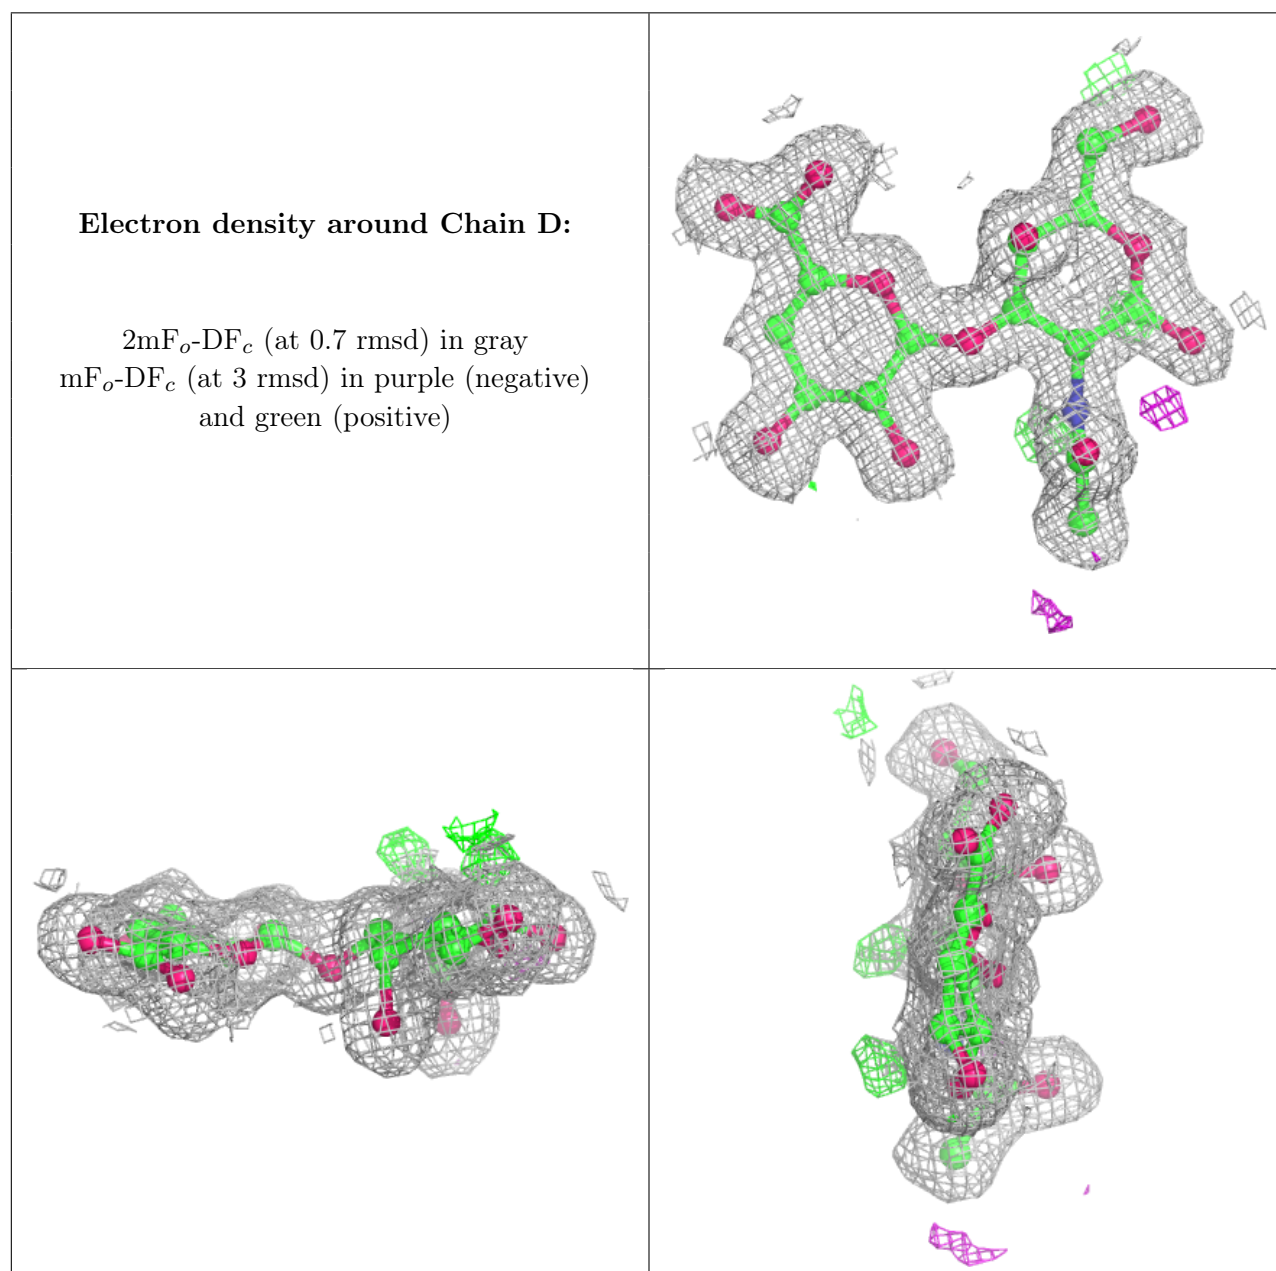 Electron density around Chain D:
2mFₒ-DF𝒸 (at 0.7 rmsd) in gray
mFₒ-DF𝒸 (at 3 rmsd) in purple (negative)
and green (positive)